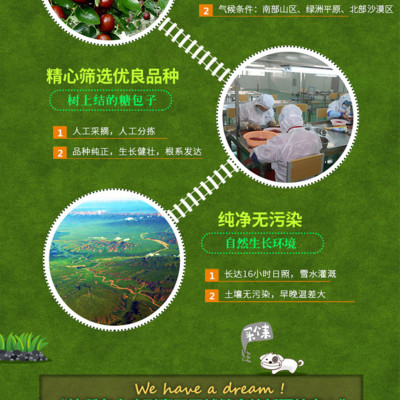 2 气候条件：南部山区、绿洲平原、北部沙漠区
精心筛选优良品种
树上结的糖包子
1 人工采摘，人工分拣
2 品种纯正，生长健壮，根系发达
纯净无污染
自然生长环境
1 长达16小时日照，雪水灌溉
2 土壤无污染，早晚温差大
We have a dream !